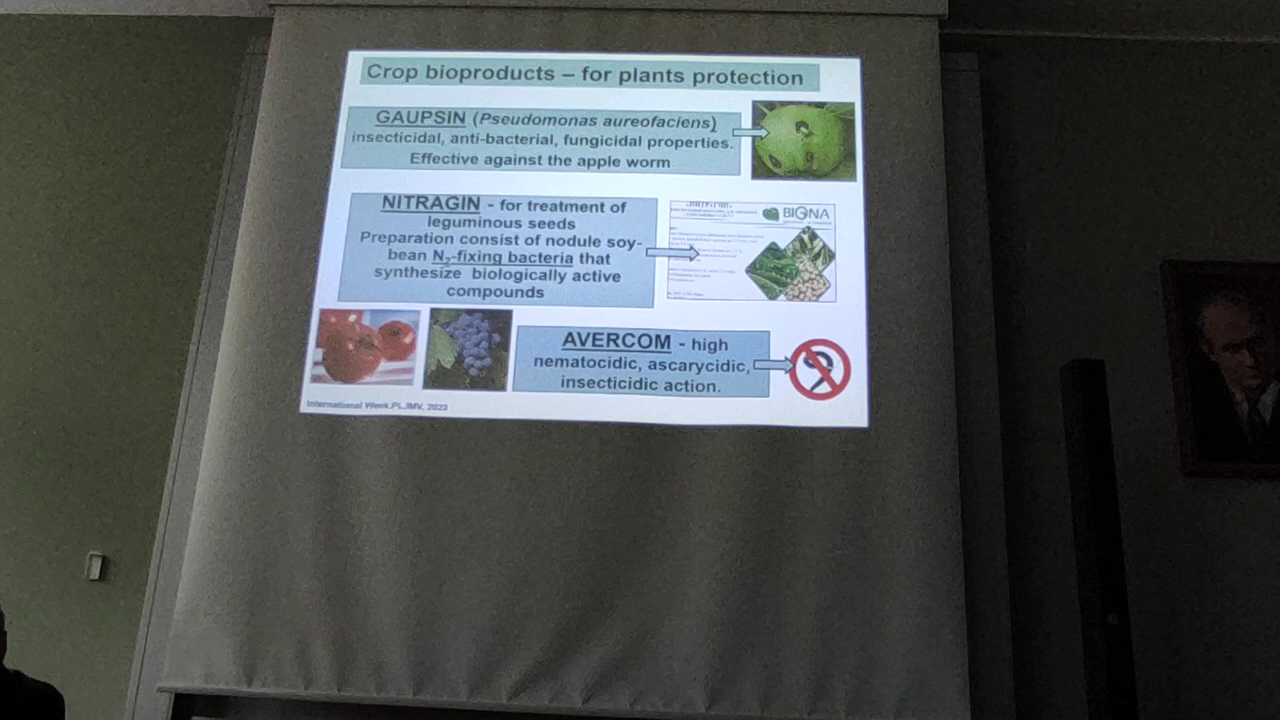 Crop bioproducts – for plants protection
GAUPSIN (Pseudomonas aureofaciens)
insecticidal, anti-bacterial, fungicidal properties.
Effective against the apple worm
NITRAGIN - for treatment of
leguminous seeds
Preparation consist of nodule soy-
bean N₂-fixing bacteria that
synthesize biologically active
compounds
BIONA
AVERCOM - high
nematocidic, ascarycidic,
insecticidic action.
International Week.PL.IMV, 2023